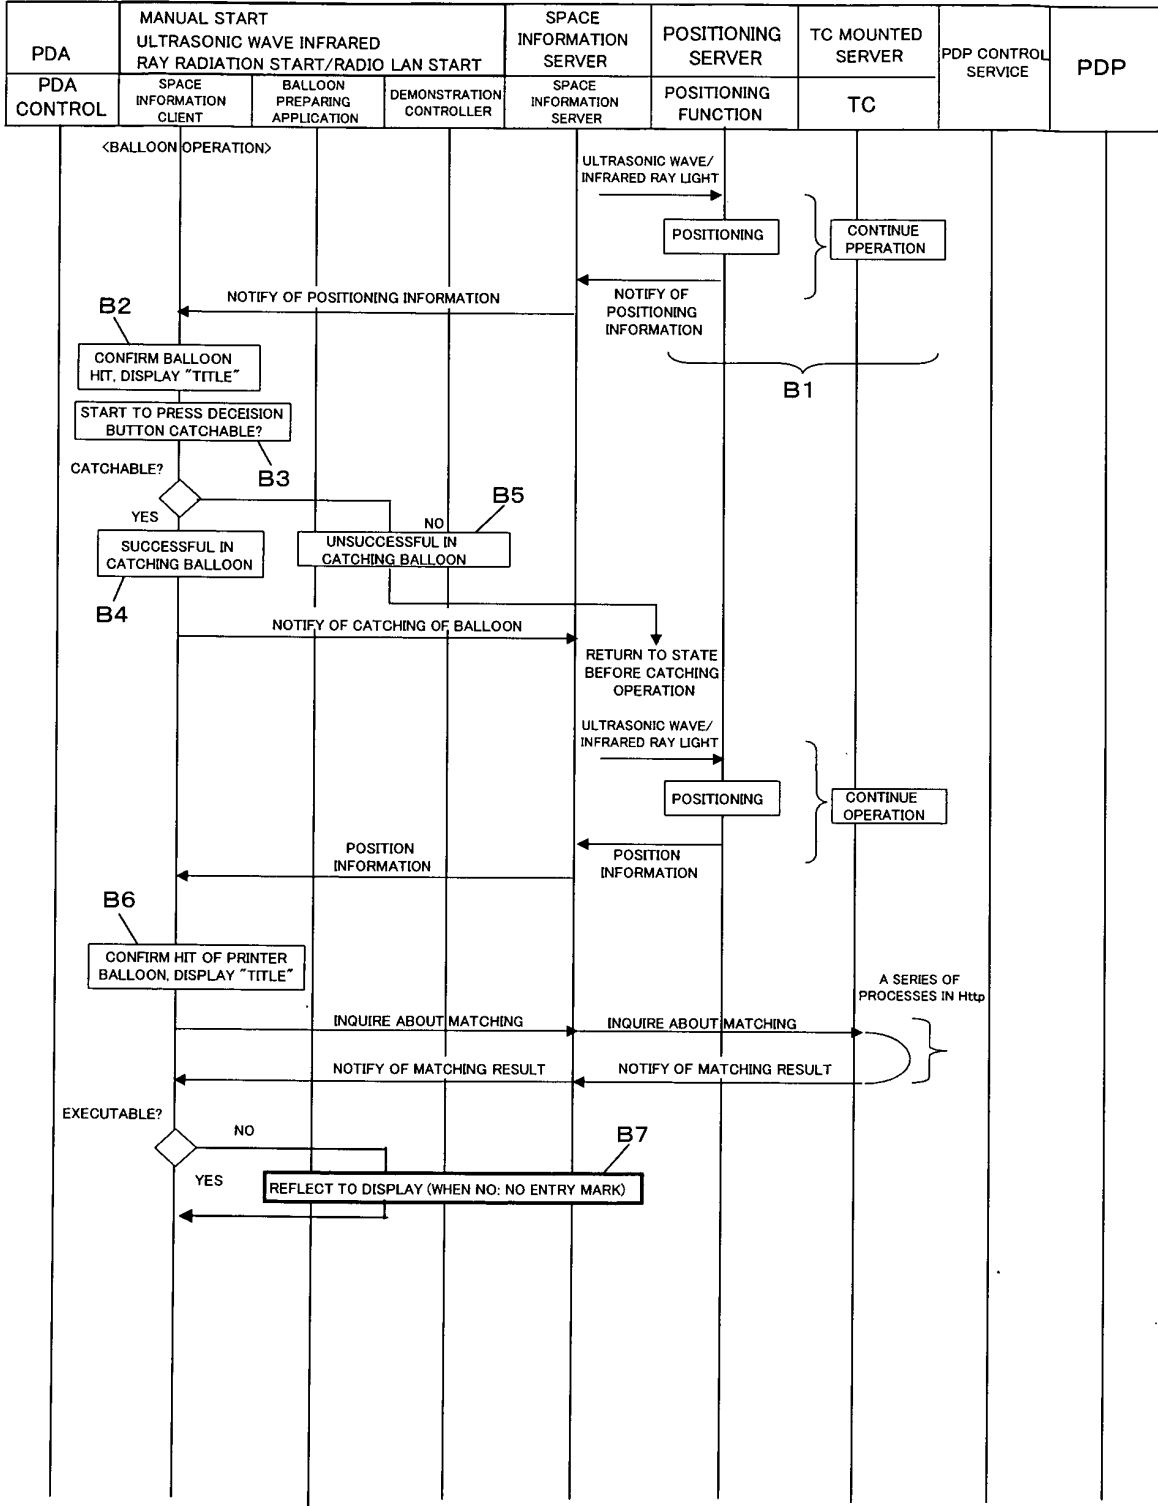 PDA
MANUAL START
ULTRASONIC WAVE INFRARED
RAY RADIATION START/RADIO LAN START
SPACE
INFORMATION
SERVER
POSITIONING
SERVER
TC MOUNTED
SERVER
PDP CONTROL
SERVICE
PDP
PDA
CONTROL
SPACE
INFORMATION
CLIENT
BALLOON
PREPARING
APPLICATION
DEMONSTRATION
CONTROLLER
SPACE
INFORMATION
SERVER
POSITIONING
FUNCTION
TC
<BALLOON OPERATION>
ULTRASONIC WAVE/
INFRARED RAY LIGHT
POSITIONING
CONTINUE
PPERATION
NOTIFY OF POSITIONING INFORMATION
NOTIFY OF
POSITIONING
INFORMATION
B2
CONFIRM BALLOON
HIT, DISPLAY "TITLE"
B1
START TO PRESS DECEISION
BUTTON CATCHABLE?
B3
CATCHABLE?
B5
YES
NO
SUCCESSFUL IN
CATCHING BALLOON
UNSUCCESSFUL IN
CATCHING BALLOON
B4
NOTIFY OF CATCHING OF BALLOON
RETURN TO STATE
BEFORE CATCHING
OPERATION
ULTRASONIC WAVE/
INFRARED RAY LIGHT
POSITIONING
CONTINUE
OPERATION
POSITION
INFORMATION
POSITION
INFORMATION
B6
CONFIRM HIT OF PRINTER
BALLOON, DISPLAY "TITLE"
A SERIES OF
PROCESSES IN Http
INQUIRE ABOUT MATCHING
INQUIRE ABOUT MATCHING
NOTIFY OF MATCHING RESULT
NOTIFY OF MATCHING RESULT
EXECUTABLE?
NO
B7
YES
REFLECT TO DISPLAY (WHEN NO: NO ENTRY MARK)